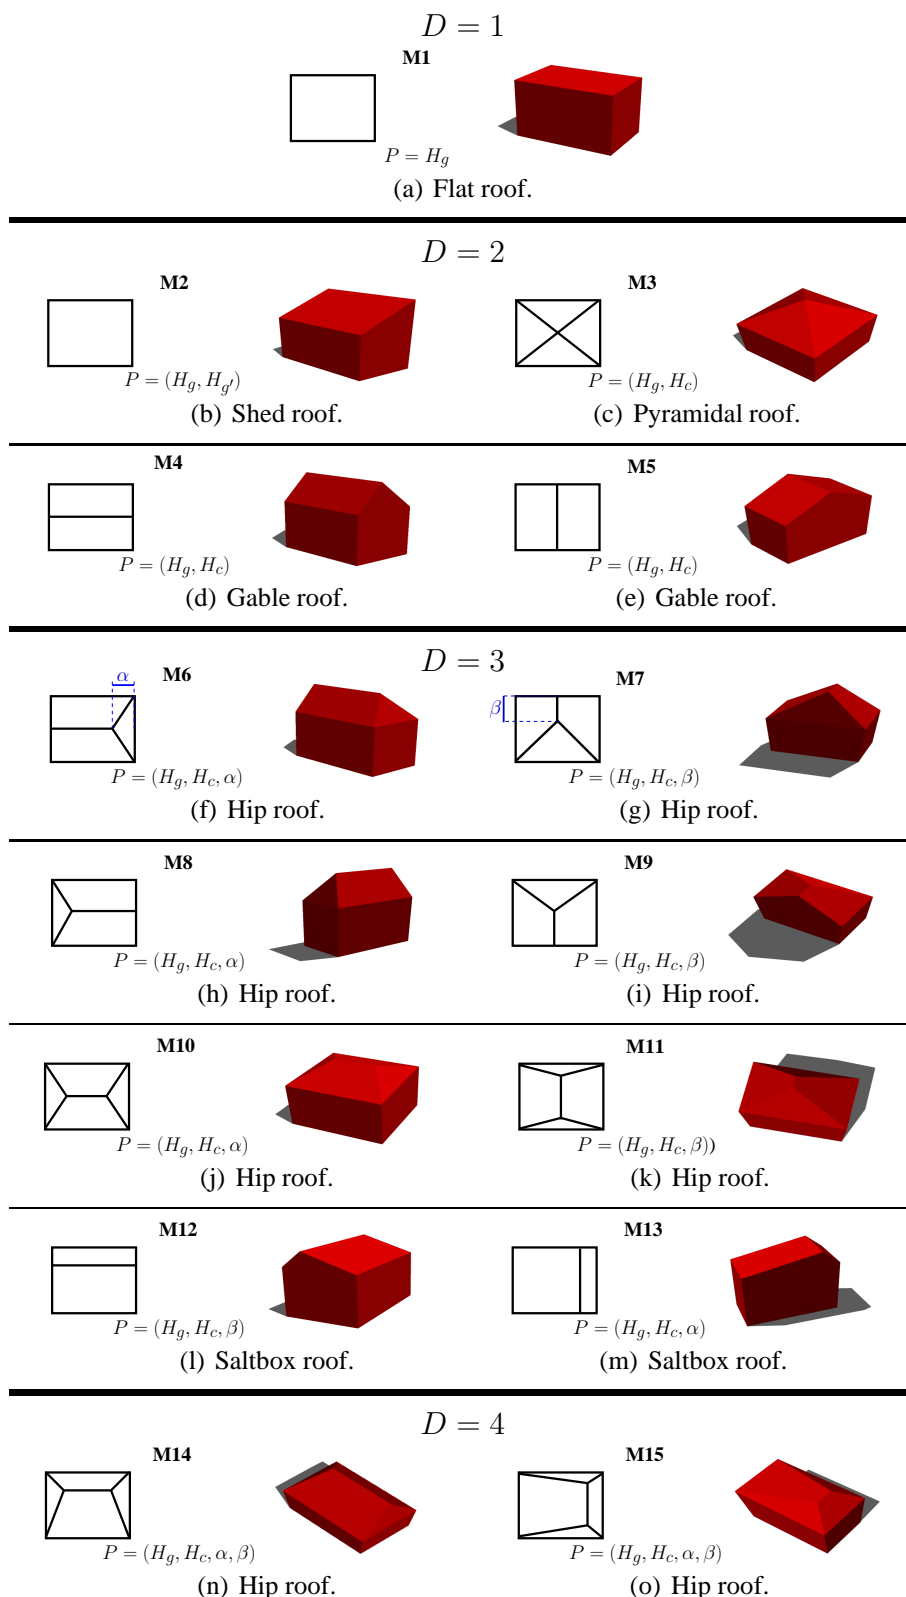 D = 1
M1
P = H_g
(a) Flat roof.
D = 2
M2
P = (H_g, H_g′)
(b) Shed roof.
M3
P = (H_g, H_c)
(c) Pyramidal roof.
M4
P = (H_g, H_c)
(d) Gable roof.
M5
P = (H_g, H_c)
(e) Gable roof.
D = 3
M6
α
P = (H_g, H_c, α)
(f) Hip roof.
M7
β
P = (H_g, H_c, β)
(g) Hip roof.
M8
P = (H_g, H_c, α)
(h) Hip roof.
M9
P = (H_g, H_c, β)
(i) Hip roof.
M10
P = (H_g, H_c, α)
(j) Hip roof.
M11
P = (H_g, H_c, β))
(k) Hip roof.
M12
P = (H_g, H_c, β)
(l) Saltbox roof.
M13
P = (H_g, H_c, α)
(m) Saltbox roof.
D = 4
M14
P = (H_g, H_c, α, β)
(n) Hip roof.
M15
P = (H_g, H_c, α, β)
(o) Hip roof.